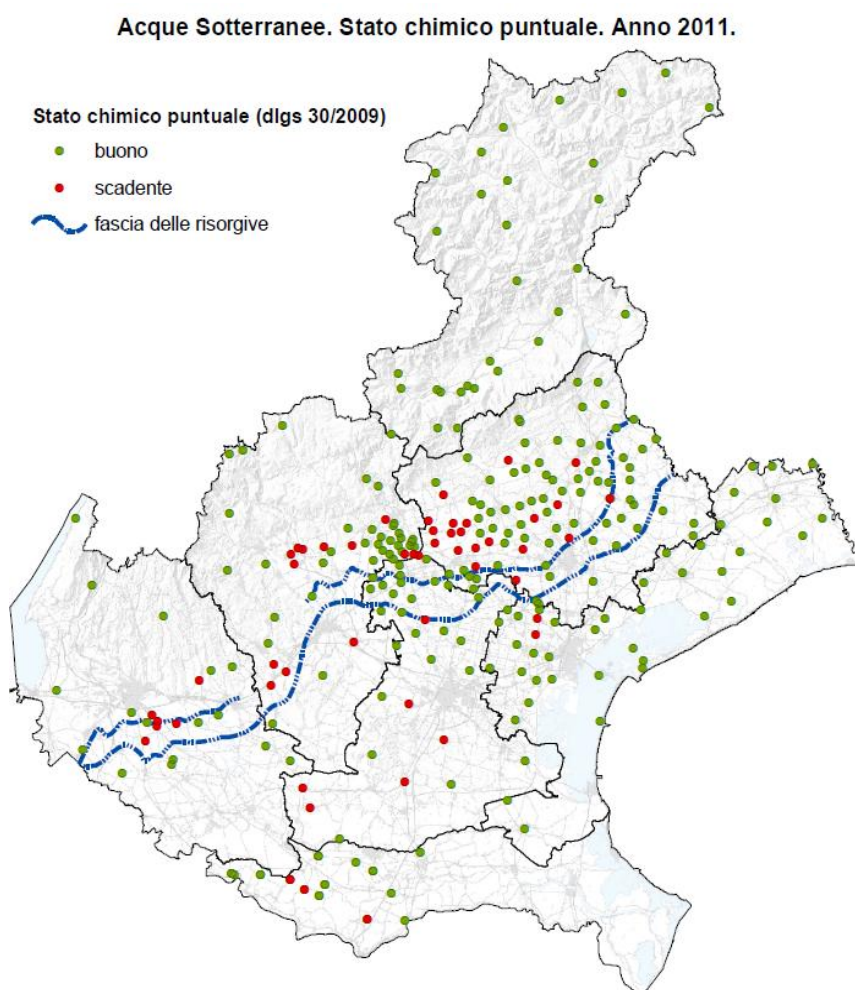 Acque Sotterranee. Stato chimico puntuale. Anno 2011.
Stato chimico puntuale (dlgs 30/2009)
buono
scadente
fascia delle risorgive